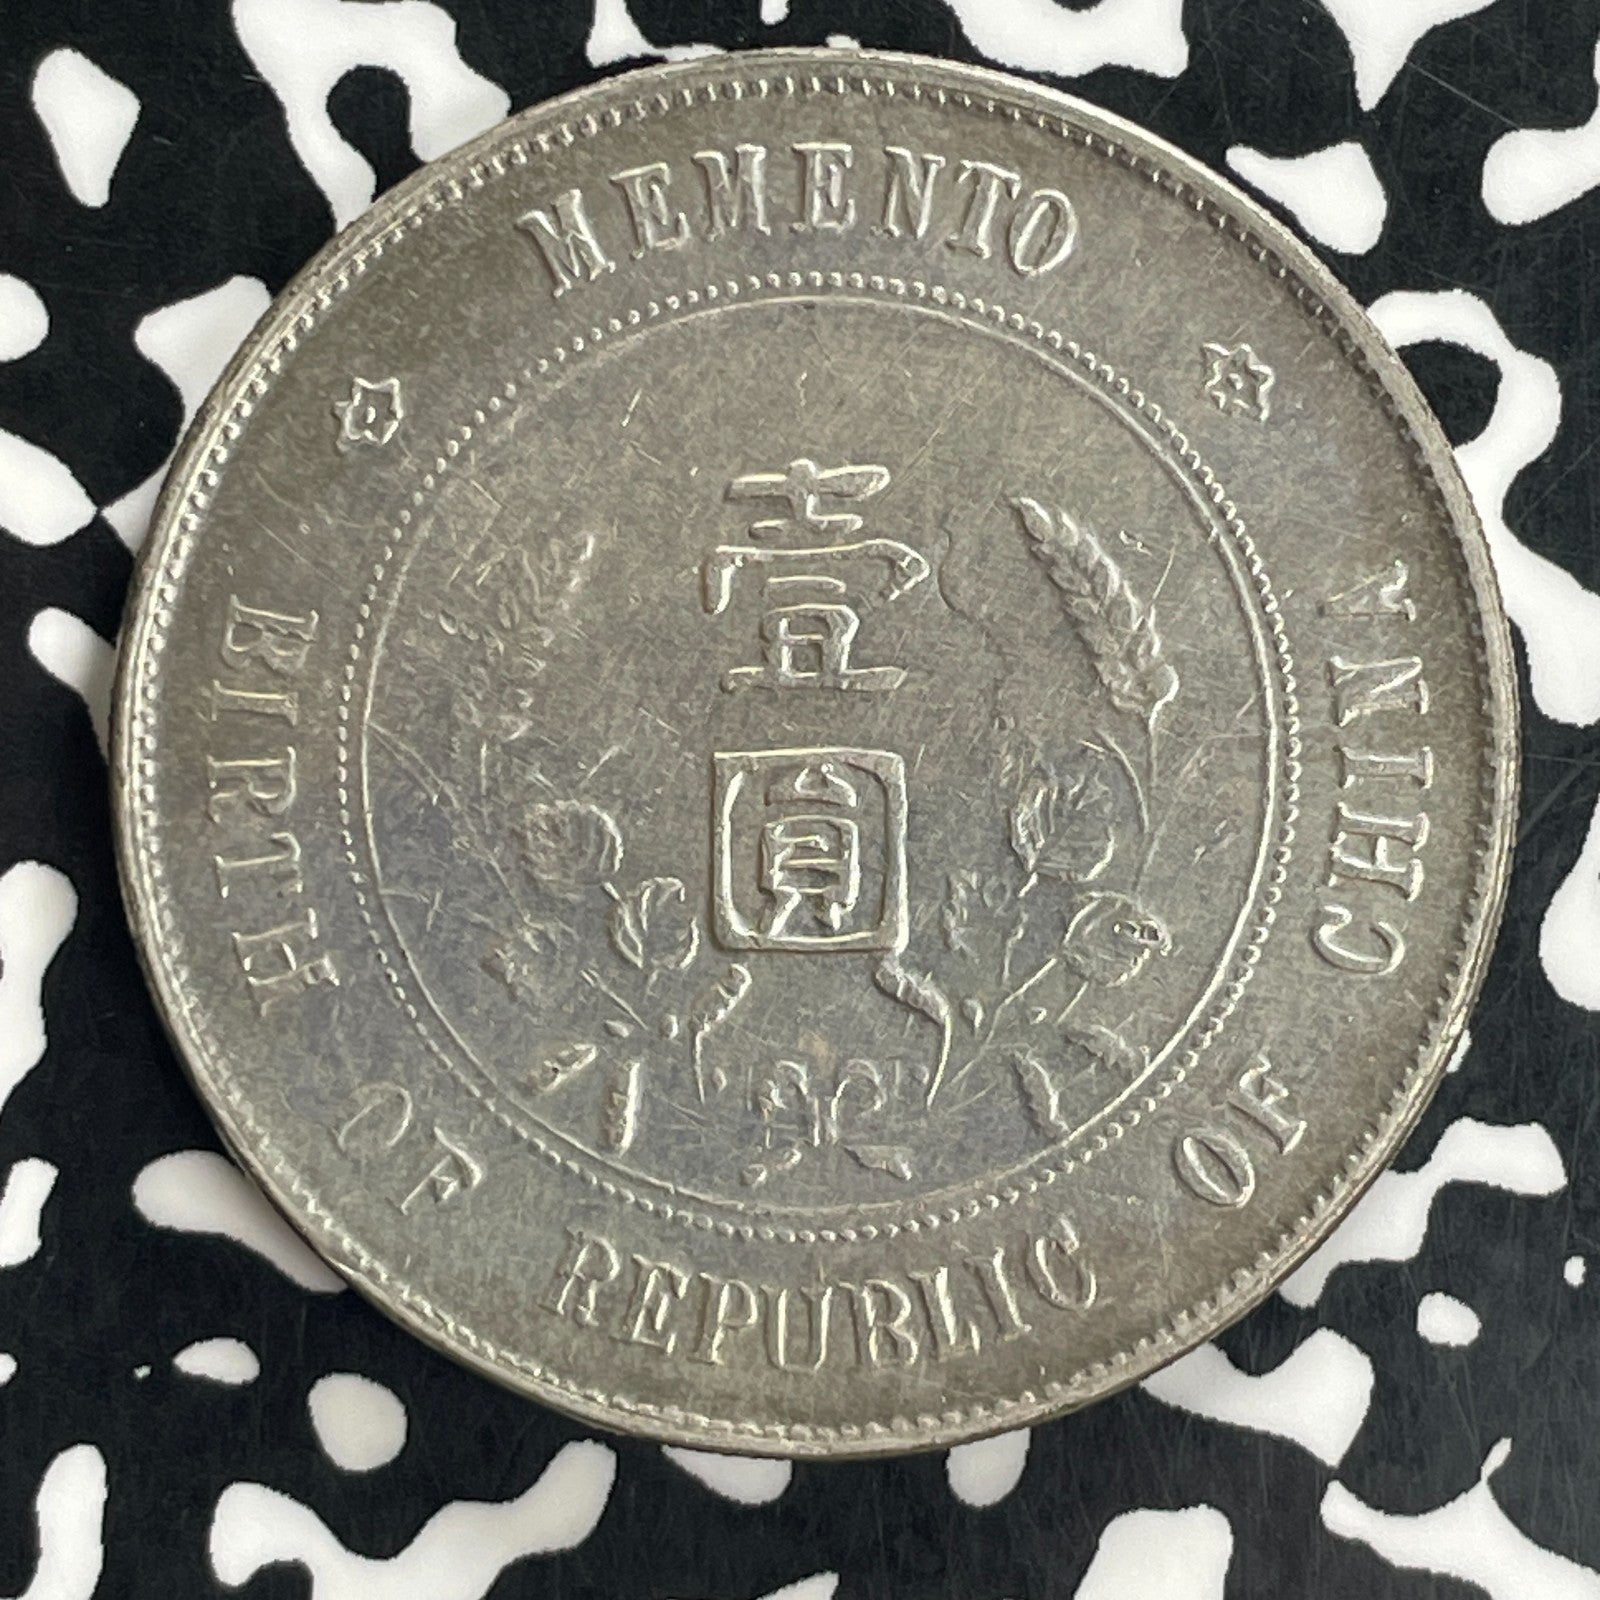 MEMENTO
BIRTH OF REPUBLIC OF CHINA
壹
圓